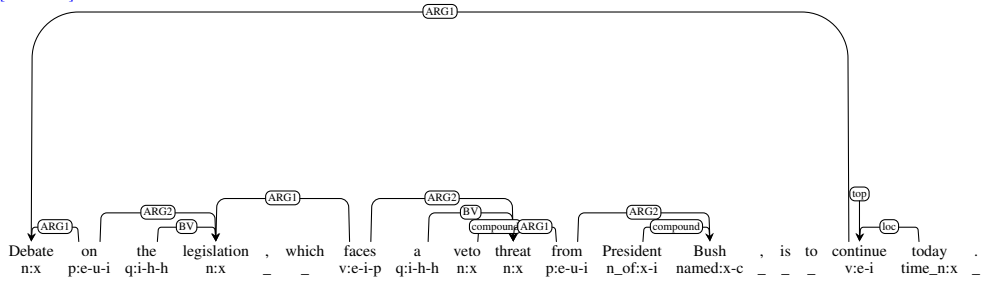 ARG1
top
ARG1 ARG2
ARG2 BV ARG2
ARG1 BV compound ARG1 compound loc
Debate on the legislation , which faces a veto threat from President Bush , is to continue today .
n:x p:e-u-i q:i-h-h n:x _ _ v:e-i-p q:i-h-h n:x n:x p:e-u-i n_of:x-i named:x-c _ _ _ v:e-i time_n:x _